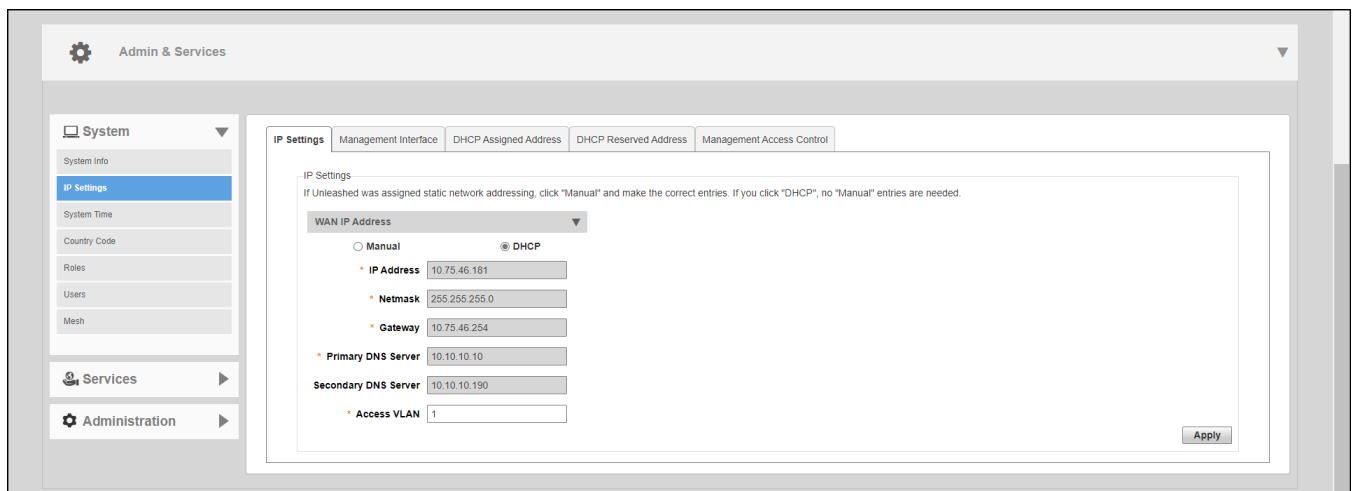 Admin & Services
System
System Info
IP Settings
System Time
Country Code
Roles
Users
Mesh
Services
Administration
IP Settings Management Interface DHCP Assigned Address DHCP Reserved Address Management Access Control
IP Settings
If Unleashed was assigned static network addressing, click "Manual" and make the correct entries. If you click "DHCP", no "Manual" entries are needed.
WAN IP Address
Manual DHCP
* IP Address 10.75.46.181
* Netmask 255.255.255.0
* Gateway 10.75.46.254
* Primary DNS Server 10.10.10.10
Secondary DNS Server 10.10.10.190
* Access VLAN 1
Apply